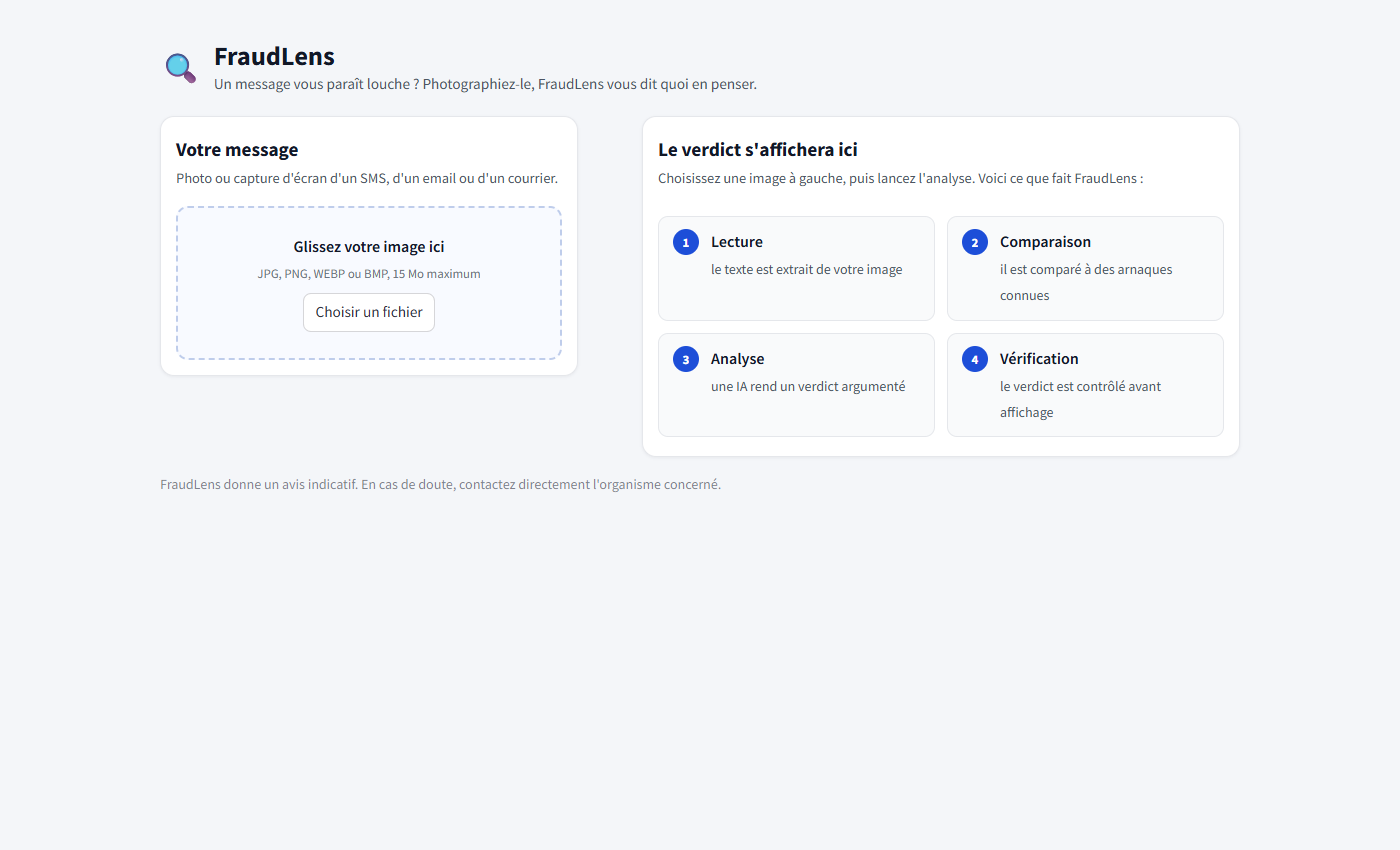 FraudLens
Un message vous paraît louche ? Photographiez-le, FraudLens vous dit quoi en penser.
Votre message
Photo ou capture d'écran d'un SMS, d'un email ou d'un courrier.
Glissez votre image ici
JPG, PNG, WEBP ou BMP, 15 Mo maximum
Choisir un fichier
Le verdict s'affichera ici
Choisissez une image à gauche, puis lancez l'analyse. Voici ce que fait FraudLens :
1 Lecture
le texte est extrait de votre image
2 Comparaison
il est comparé à des arnaques
connues
3 Analyse
une IA rend un verdict argumenté
4 Vérification
le verdict est contrôlé avant
affichage
FraudLens donne un avis indicatif. En cas de doute, contactez directement l'organisme concerné.